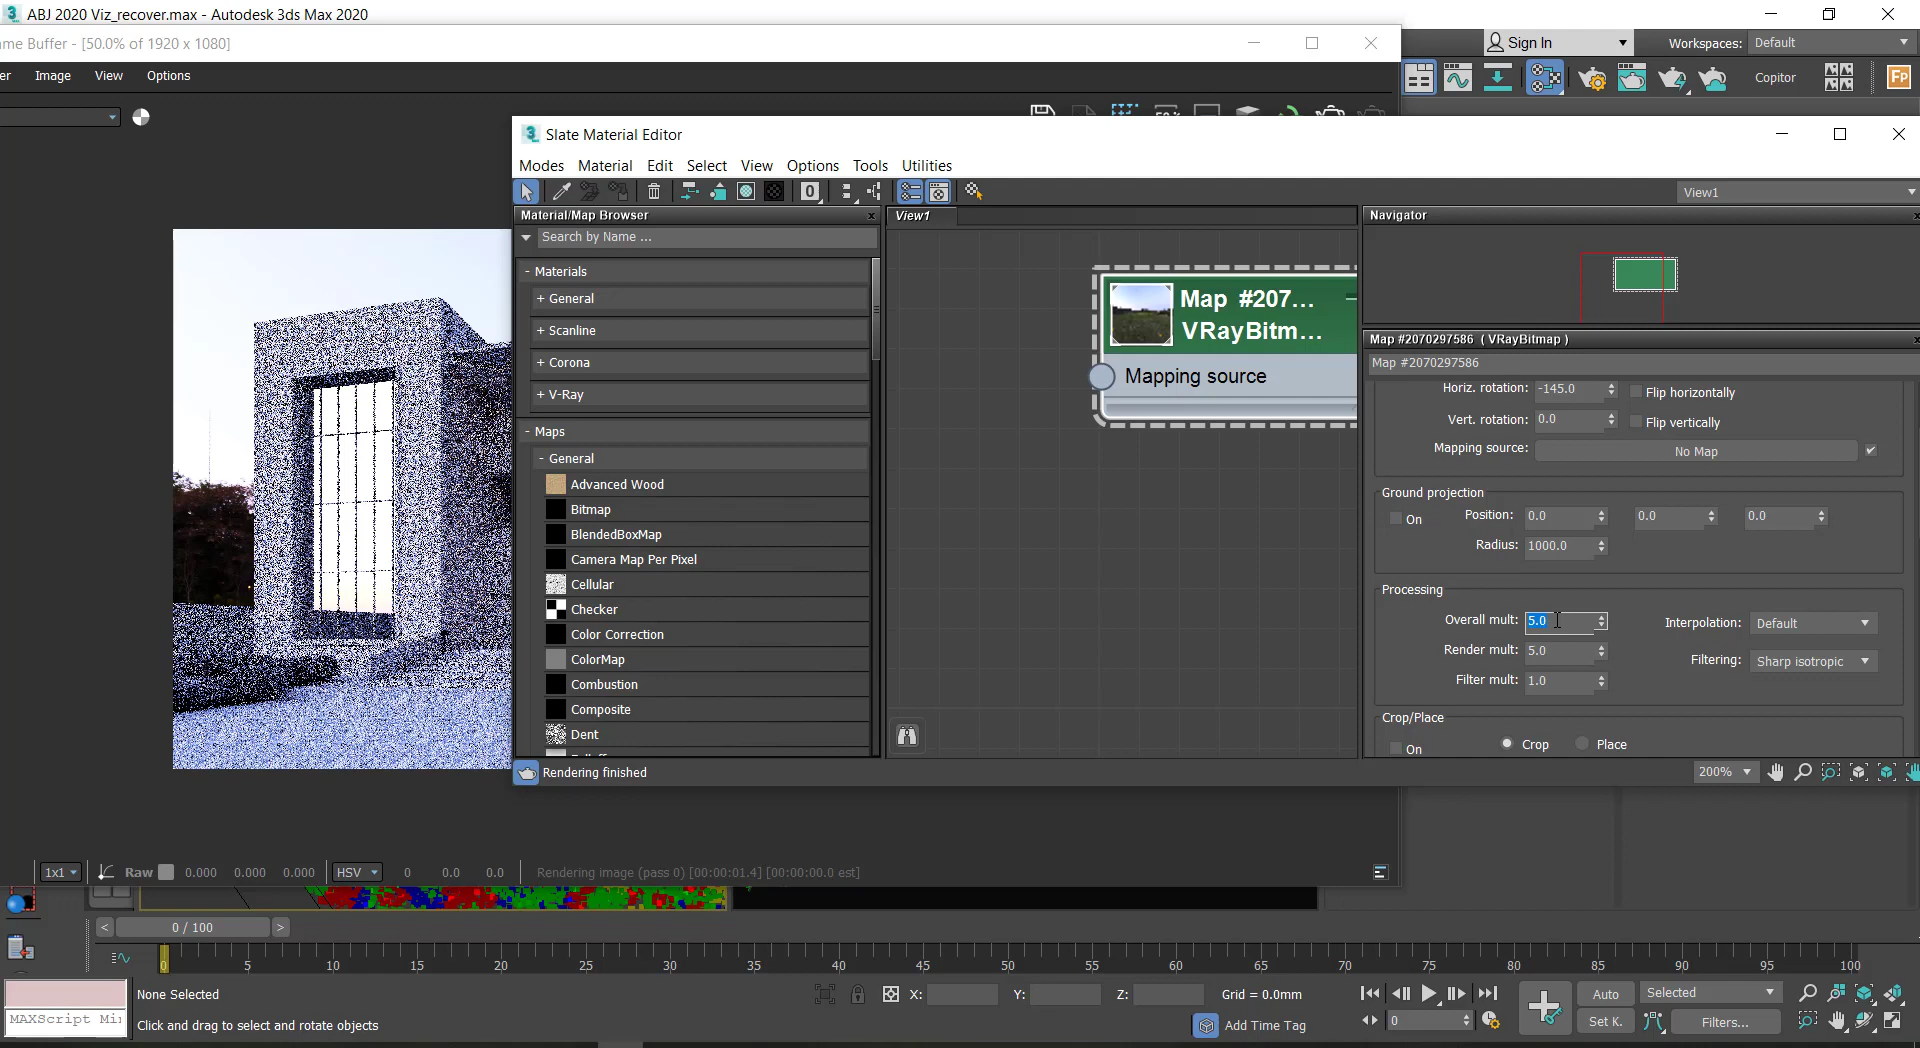 ABJ 2020 Viz_recover.max - Autodesk 3ds Max 2020
me Buffer - [50.0% of 1920 x 1080]
Sign In
Workspaces: Default
er Image View Options
Copitor
Fp
Slate Material Editor
Modes Material Edit Select View Options Tools Utilities
0
View1
Material/Map Browser
View1
Navigator
Search by Name ...
- Materials
+ General
+ Scanline
+ Corona
+ V-Ray
- Maps
- General
Advanced Wood
Bitmap
BlendedBoxMap
Camera Map Per Pixel
Cellular
Checker
Color Correction
ColorMap
Combustion
Composite
Dent
Map #207...
VRayBitm...
Mapping source
Map #2070297586 ( VRayBitmap )
Map #2070297586
Horiz. rotation: -145.0
Flip horizontally
Vert. rotation: 0.0
Flip vertically
Mapping source: No Map
Ground projection
On Position: 0.0 0.0 0.0
Radius: 1000.0
Processing
Overall mult: 5.0
Interpolation: Default
Render mult: 5.0
Filtering: Sharp isotropic
Filter mult: 1.0
Crop/Place
On Crop Place
Rendering finished
200%
1x1 Raw 0.000 0.000 0.000 HSV 0 0.0 0.0 Rendering image (pass 0) [00:00:01.4] [00:00:00.0 est]
< 0 / 100 >
0 5 10 15 20 25 30 35 40 45 50 55 60 65 70 75 80 85 90 95 100
None Selected
X: Y: Z: Grid = 0.0mm
Auto Selected
MAXScript Mi
Click and drag to select and rotate objects
Add Time Tag
0
Set K. Filters...